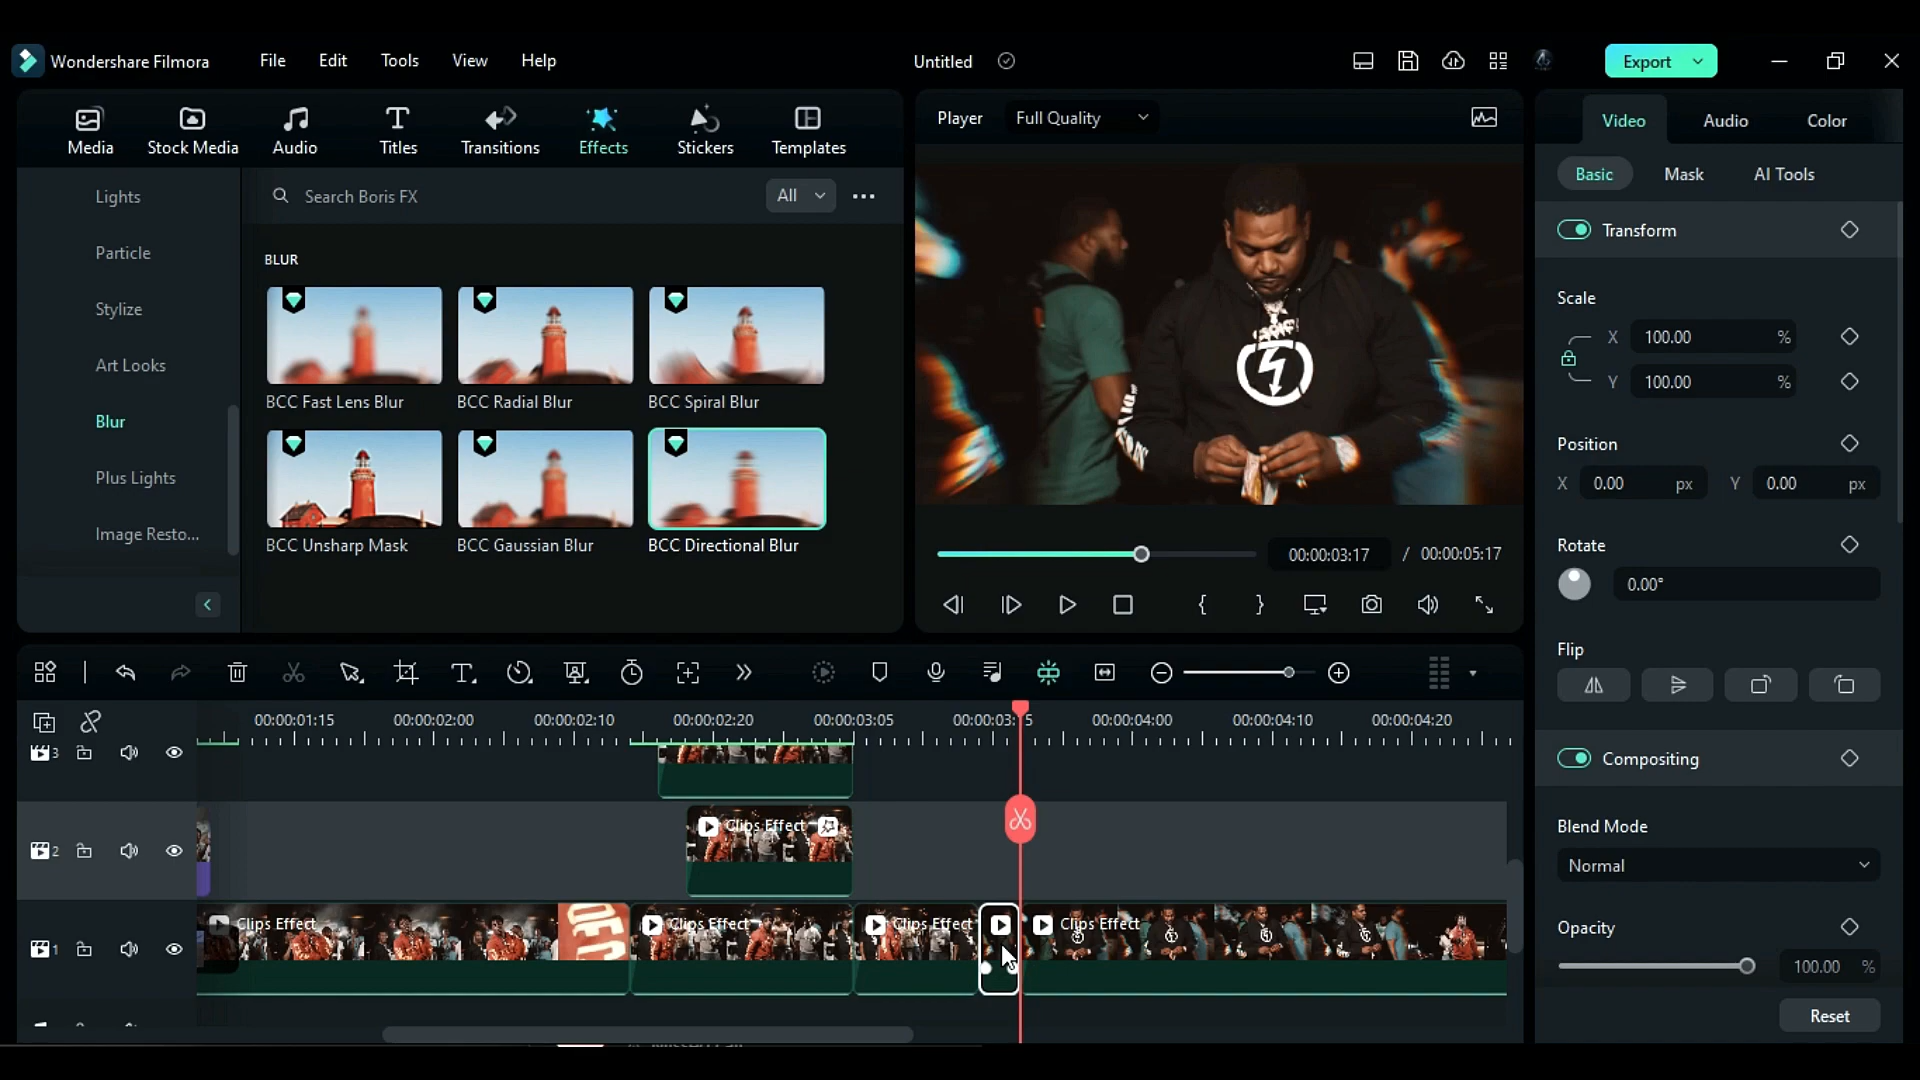 Wondershare Filmora
File
Edit
Tools
View
Help
Untitled
Export
Media
Stock Media
Audio
Titles
Transitions
Effects
Stickers
Templates
Player
Full Quality
Video
Audio
Color
Basic
Mask
AI Tools
Lights
Particle
Stylize
Art Looks
Blur
Plus Lights
Image Resto...
Search Boris FX
All
BLUR
BCC Fast Lens Blur
BCC Radial Blur
BCC Spiral Blur
BCC Unsharp Mask
BCC Gaussian Blur
BCC Directional Blur
00:00:03:17 / 00:00:05:17
Transform
Scale
X 100.00 %
Y 100.00 %
Position
X 0.00 px Y 0.00 px
Rotate
0.00°
Flip
Compositing
Blend Mode
Normal
Opacity
100.00 %
Reset
00:00:01:15
00:00:02:00
00:00:02:10
00:00:02:20
00:00:03:05
00:00:03:15
00:00:04:00
00:00:04:10
00:00:04:20
3
2
Clips Effect
1
Clips Effect
Clips Effect
Clips Effect
Clips Effect